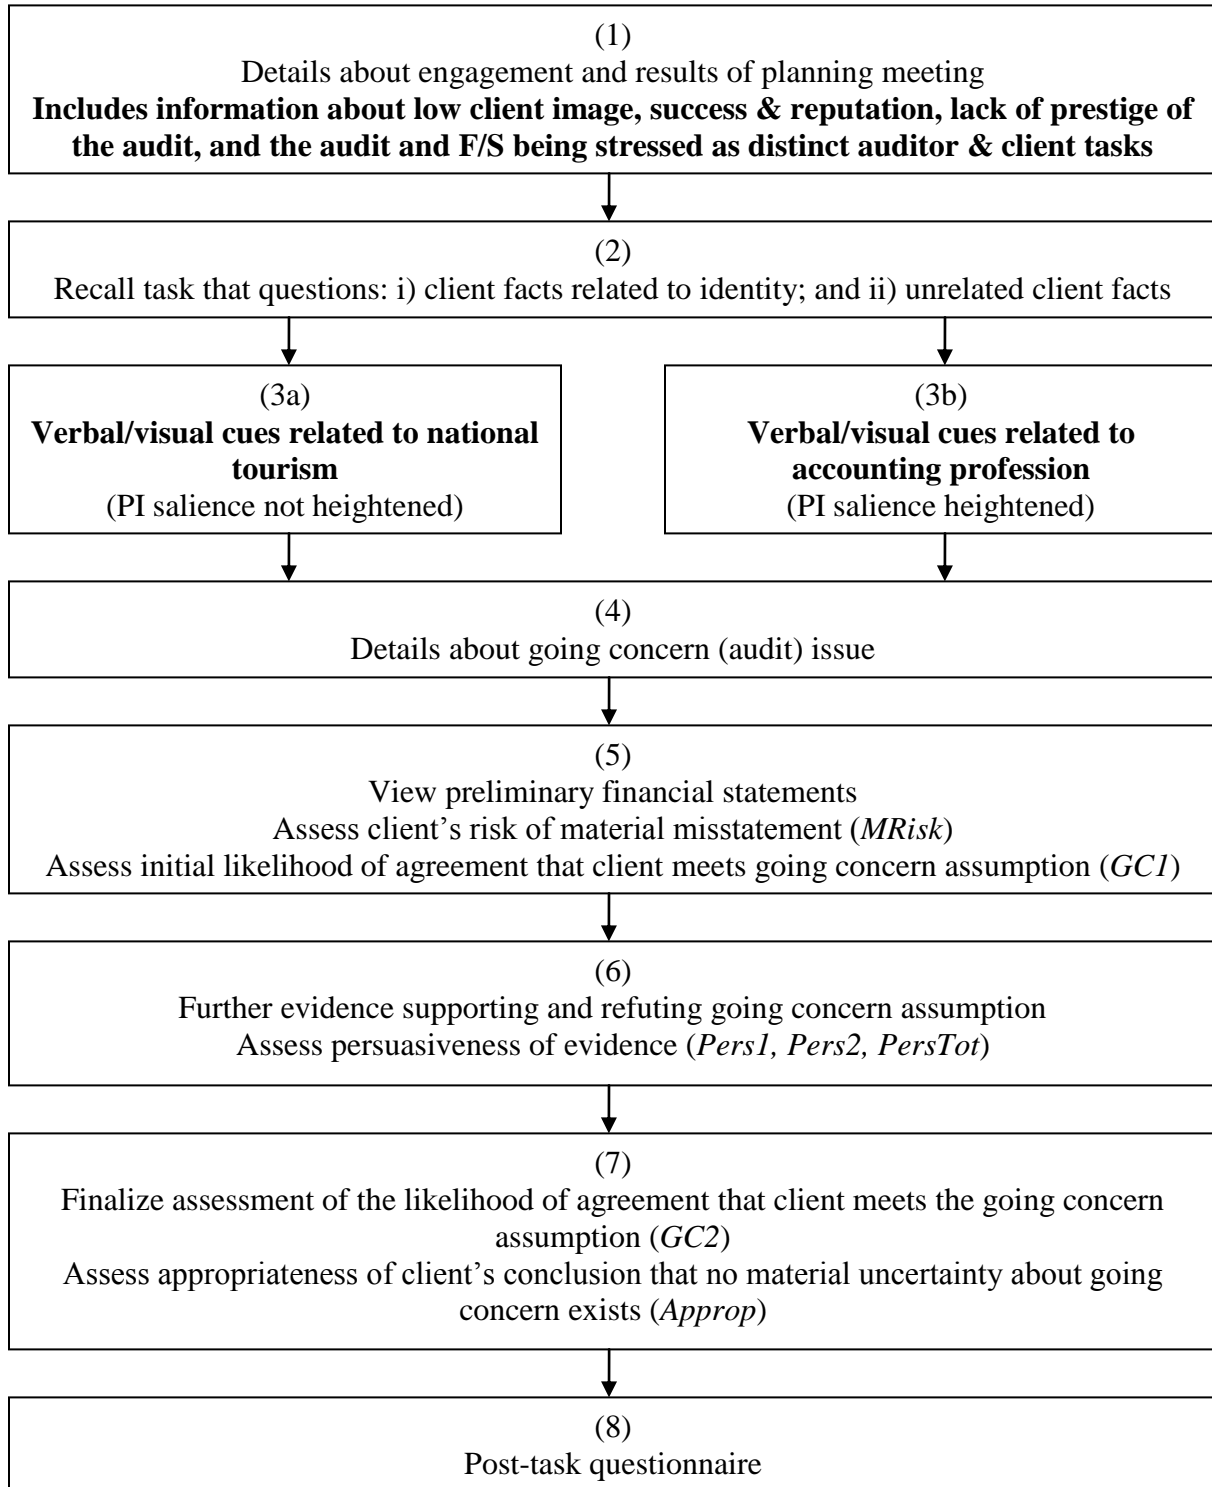 (1)
Details about engagement and results of planning meeting
Includes information about low client image, success & reputation, lack of prestige of
the audit, and the audit and F/S being stressed as distinct auditor & client tasks
(2)
Recall task that questions: i) client facts related to identity; and ii) unrelated client facts
(3a)
Verbal/visual cues related to national
tourism
(PI salience not heightened)
(3b)
Verbal/visual cues related to
accounting profession
(PI salience heightened)
(4)
Details about going concern (audit) issue
(5)
View preliminary financial statements
Assess client's risk of material misstatement (MRisk)
Assess initial likelihood of agreement that client meets going concern assumption (GC1)
(6)
Further evidence supporting and refuting going concern assumption
Assess persuasiveness of evidence (Pers1, Pers2, PersTot)
(7)
Finalize assessment of the likelihood of agreement that client meets the going concern
assumption (GC2)
Assess appropriateness of client's conclusion that no material uncertainty about going
concern exists (Approp)
(8)
Post-task questionnaire